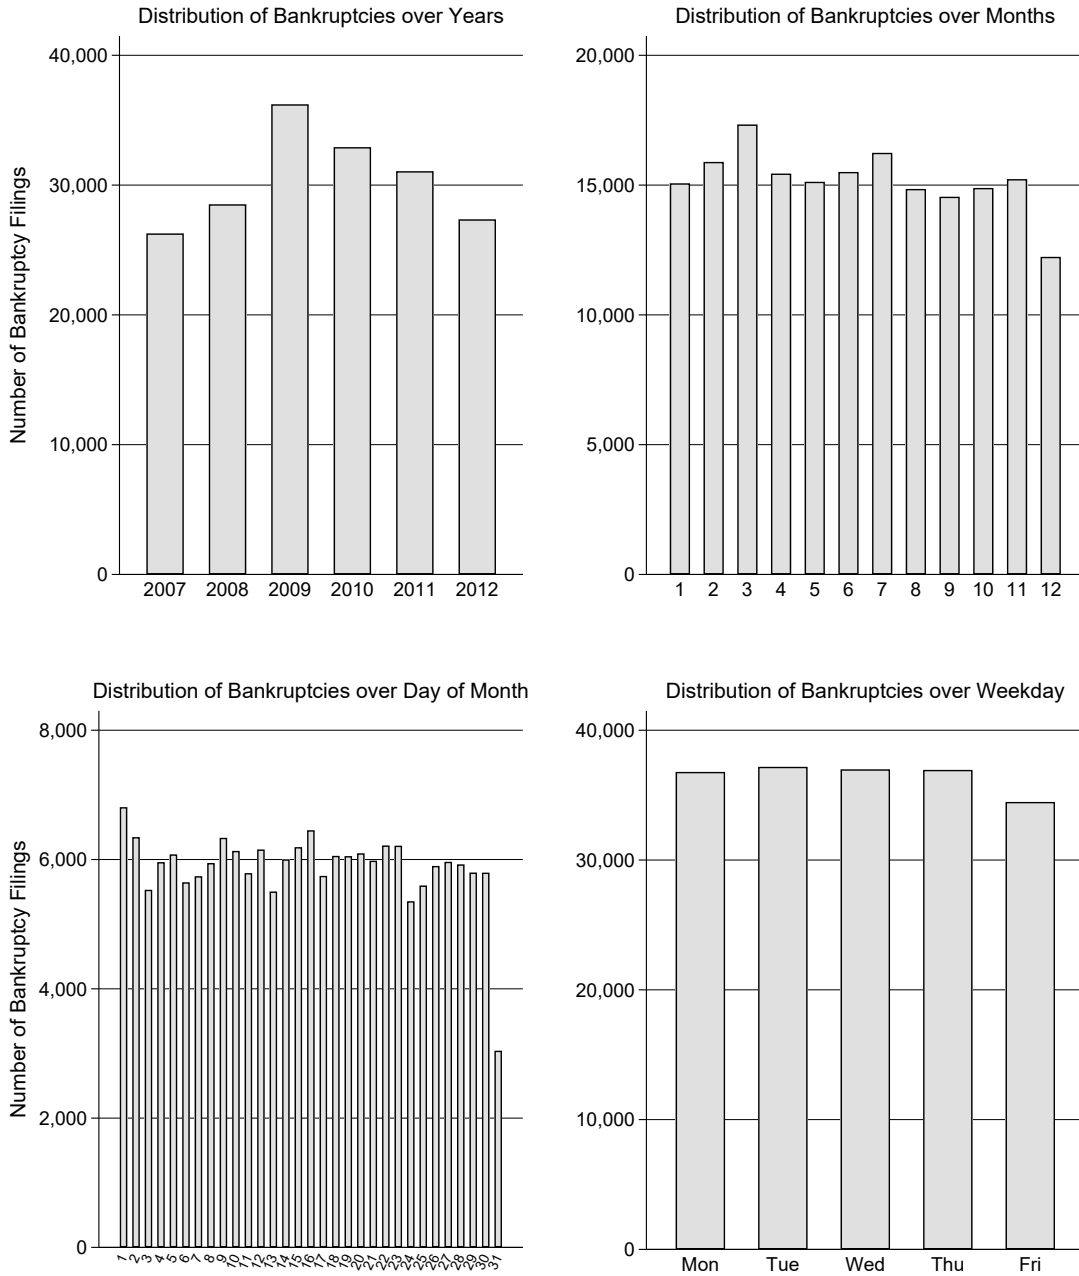 Distribution of Bankruptcies over Years
Number of Bankruptcy Filings
40,000
30,000
20,000
10,000
0
2007 2008 2009 2010 2011 2012
Distribution of Bankruptcies over Months
20,000
15,000
10,000
5,000
0
1 2 3 4 5 6 7 8 9 10 11 12
Distribution of Bankruptcies over Day of Month
Number of Bankruptcy Filings
8,000
6,000
4,000
2,000
0
1 2 3 4 5 6 7 8 9 10 11 12 13 14 15 16 17 18 19 20 21 22 23 24 25 26 27 28 29 30 31
Distribution of Bankruptcies over Weekday
40,000
30,000
20,000
10,000
0
Mon Tue Wed Thu Fri